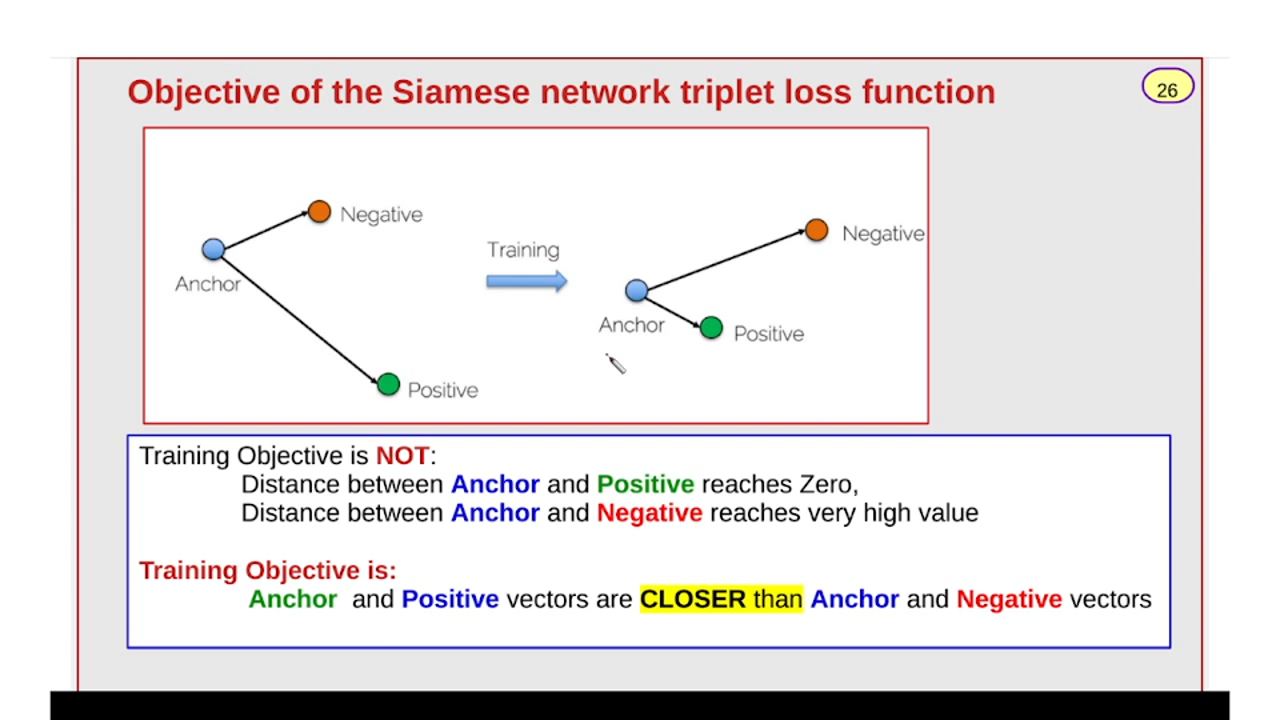 Objective of the Siamese network triplet loss function
26
Negative
Anchor
Positive
Training
Negative
Anchor
Positive
Training Objective is NOT:
Distance between Anchor and Positive reaches Zero,
Distance between Anchor and Negative reaches very high value
Training Objective is:
Anchor and Positive vectors are CLOSER than Anchor and Negative vectors